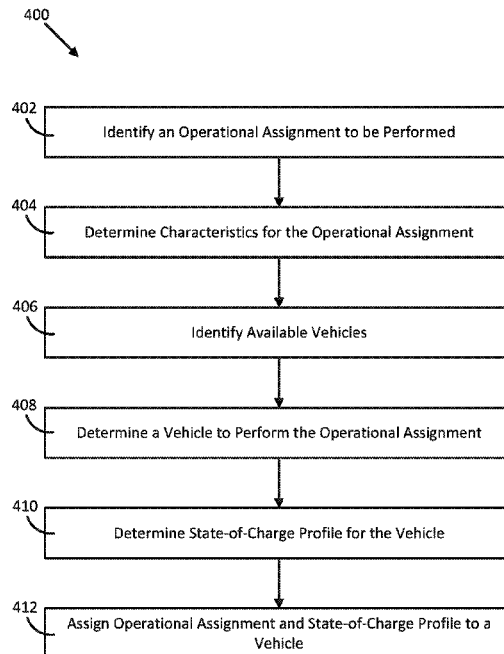 400
402
Identify an Operational Assignment to be Performed
404
Determine Characteristics for the Operational Assignment
406
Identify Available Vehicles
408
Determine a Vehicle to Perform the Operational Assignment
410
Determine State-of-Charge Profile for the Vehicle
412
Assign Operational Assignment and State-of-Charge Profile to a
Vehicle